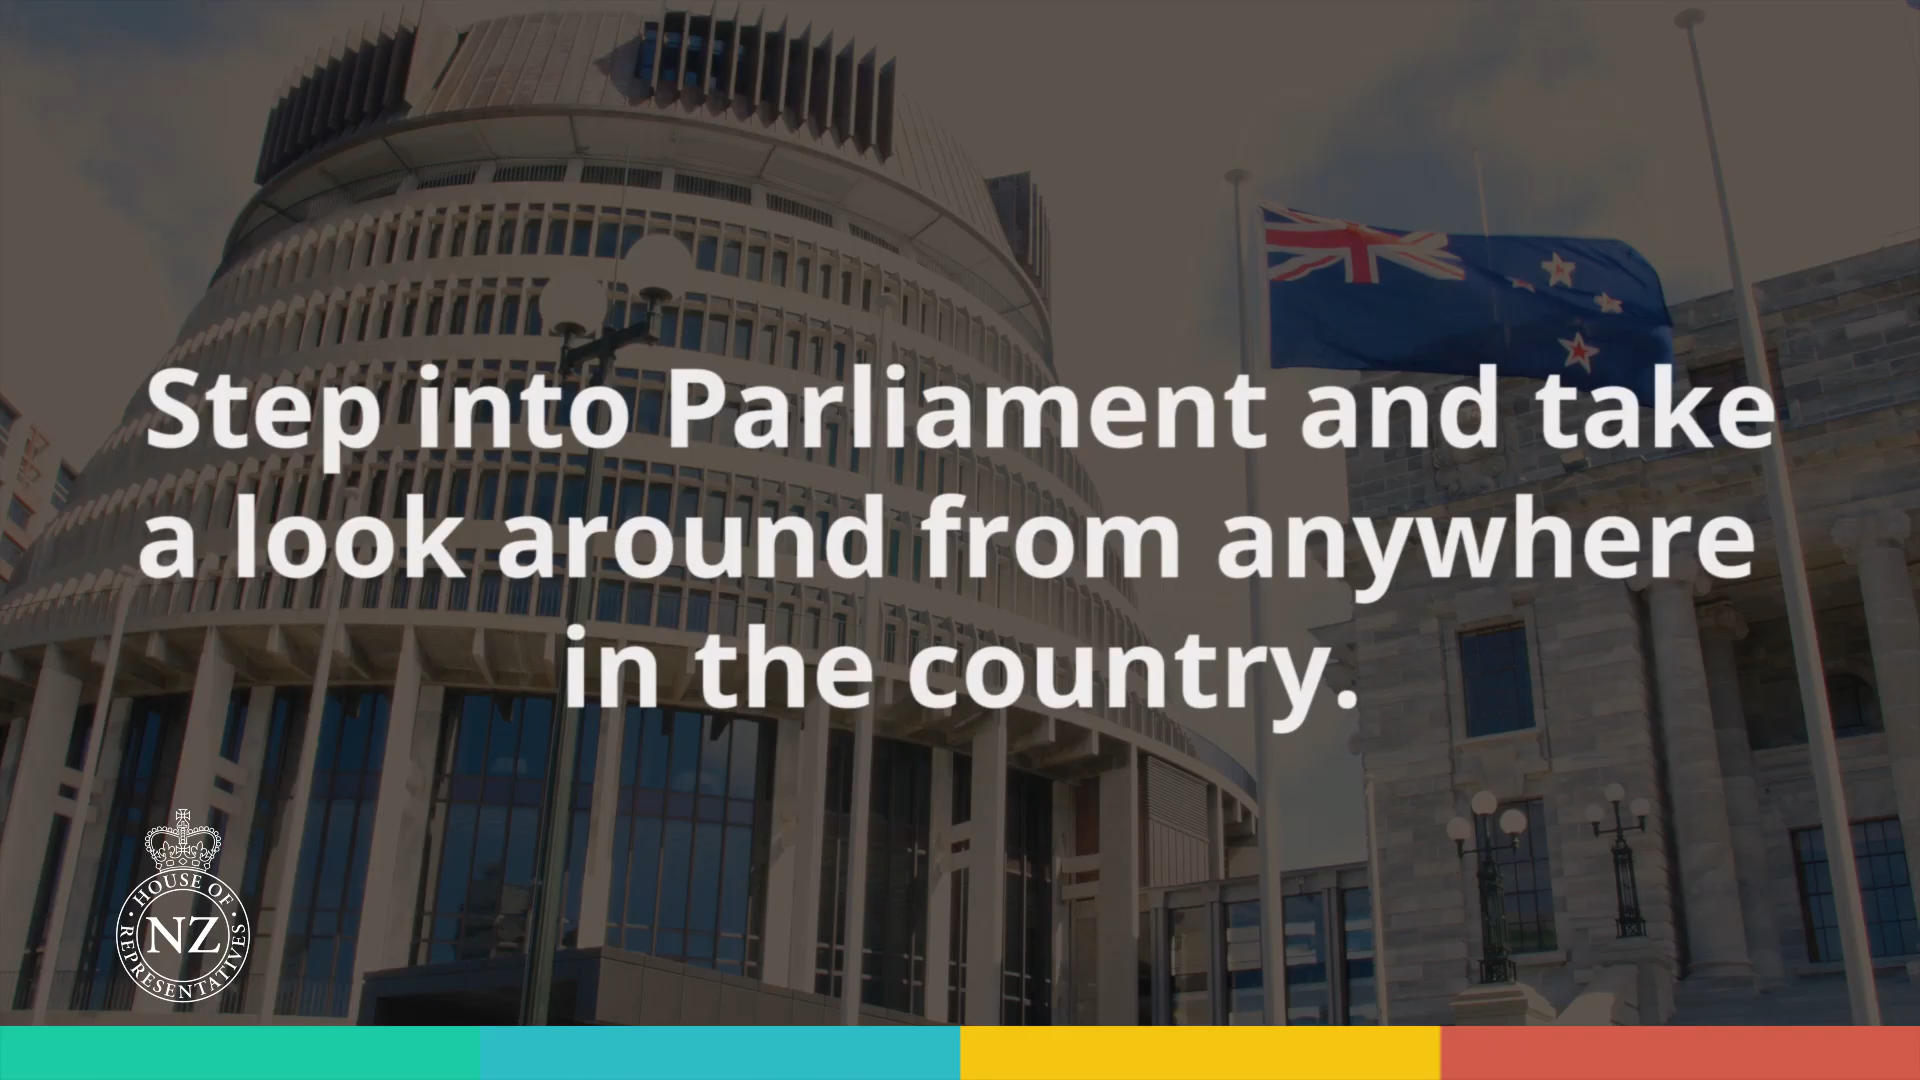 Step into Parliament and take
a look around from anywhere
in the country.
HOUSE OF
NZ
REPRESENTATIVES